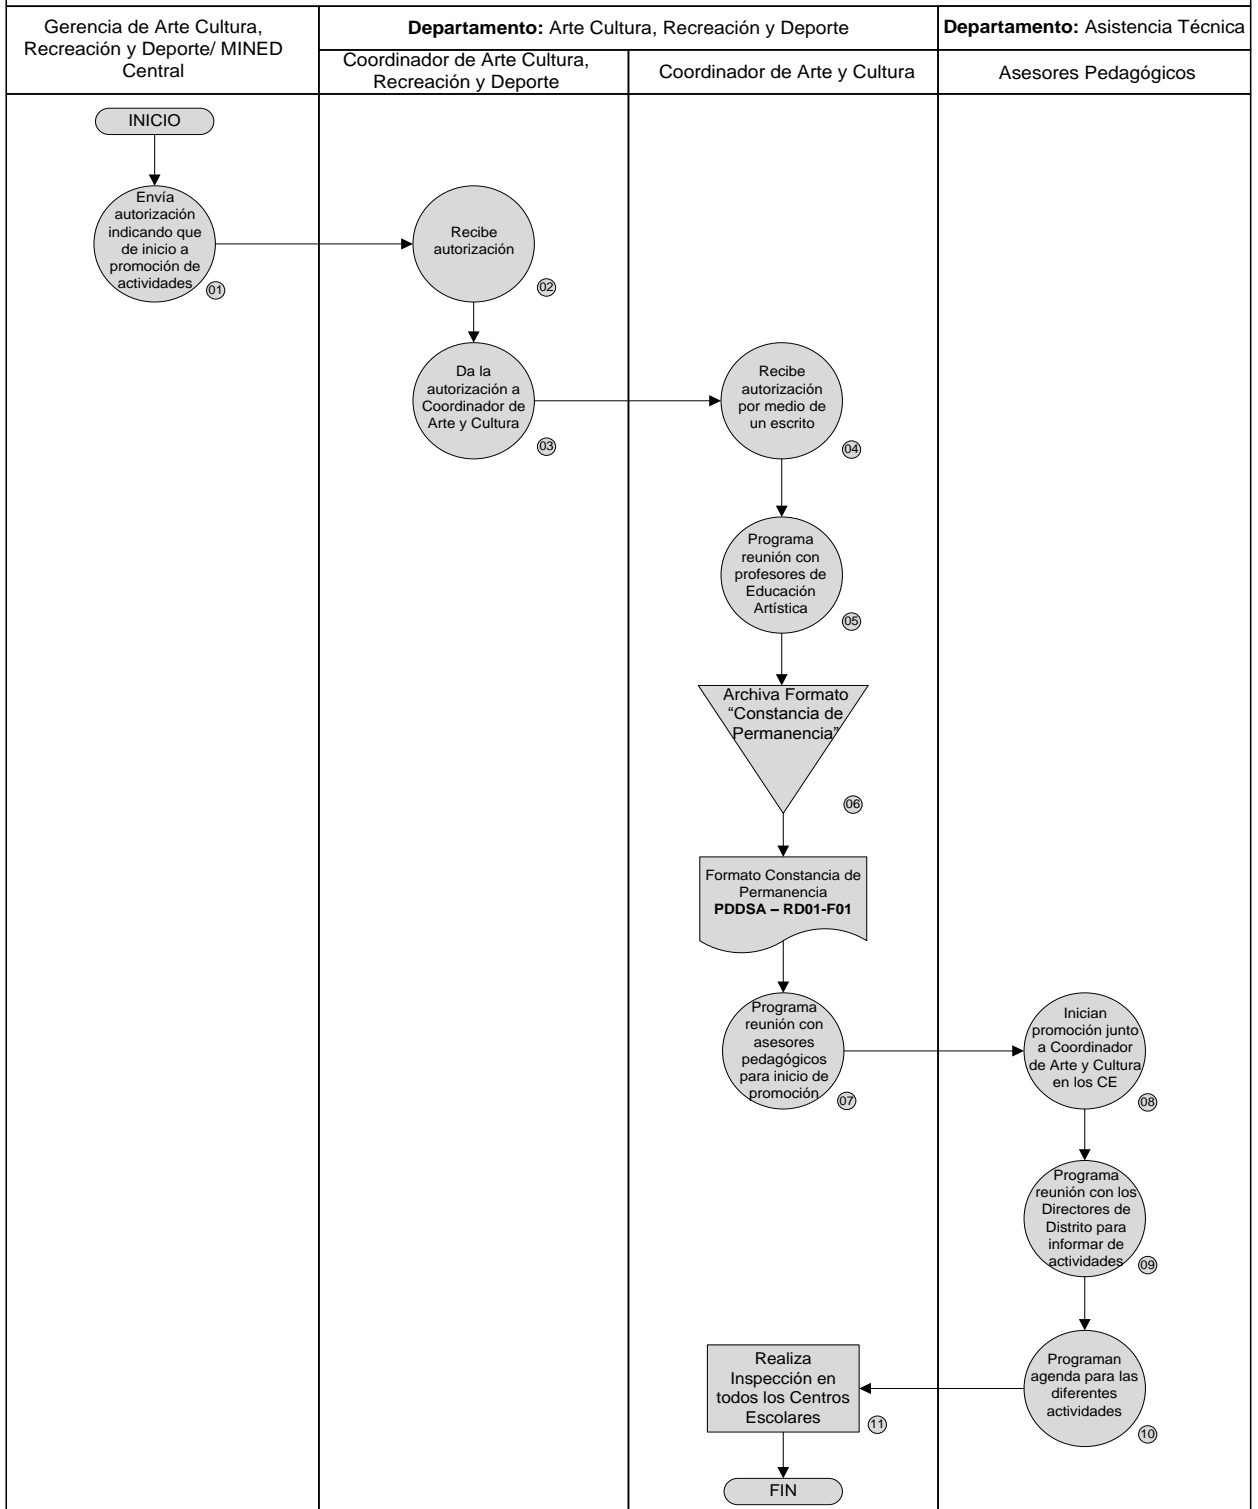 Gerencia de Arte Cultura,
Recreación y Deporte/ MINED
Central
Departamento: Arte Cultura, Recreación y Deporte
Departamento: Asistencia Técnica
Coordinador de Arte Cultura,
Recreación y Deporte
Coordinador de Arte y Cultura
Asesores Pedagógicos
INICIO
Envía
autorización
indicando que
de inicio a
promoción de
actividades
01
Recibe
autorización
02
Da la
autorización a
Coordinador de
Arte y Cultura
03
Recibe
autorización
por medio de
un escrito
04
Programa
reunión con
profesores de
Educación
Artística
05
Archiva Formato
“Constancia de
Permanencia”
06
Formato Constancia de
Permanencia
PDDSA – RD01-F01
Programa
reunión con
asesores
pedagógicos
para inicio de
promoción
07
Inician
promoción junto
a Coordinador
de Arte y Cultura
en los CE
08
Programa
reunión con los
Directores de
Distrito para
informar de
actividades
09
Programan
agenda para las
diferentes
actividades
10
Realiza
Inspección en
todos los Centros
Escolares
11
FIN